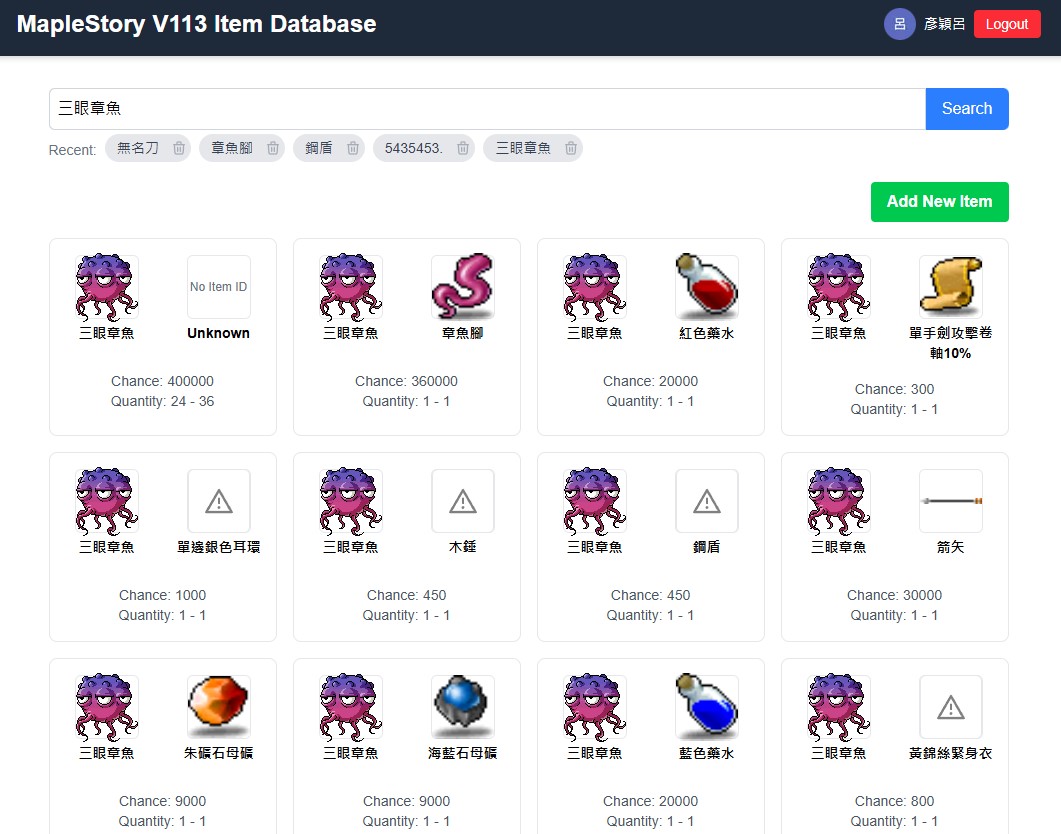 MapleStory V113 Item Database
呂
彥穎呂
Logout
三眼章魚
Search
Recent:
無名刀
章魚腳
鋼盾
5435453.
三眼章魚
Add New Item
三眼章魚
No Item ID
Unknown
Chance: 400000
Quantity: 24 - 36
三眼章魚
章魚腳
Chance: 360000
Quantity: 1 - 1
三眼章魚
紅色藥水
Chance: 20000
Quantity: 1 - 1
三眼章魚
單手劍攻擊卷
軸10%
Chance: 300
Quantity: 1 - 1
三眼章魚
單邊銀色耳環
Chance: 1000
Quantity: 1 - 1
三眼章魚
木錘
Chance: 450
Quantity: 1 - 1
三眼章魚
鋼盾
Chance: 450
Quantity: 1 - 1
三眼章魚
箭矢
Chance: 30000
Quantity: 1 - 1
三眼章魚
朱礦石母礦
Chance: 9000
Quantity: 1 - 1
三眼章魚
海藍石母礦
Chance: 9000
Quantity: 1 - 1
三眼章魚
藍色藥水
Chance: 20000
Quantity: 1 - 1
三眼章魚
黃錦絲緊身衣
Chance: 800
Quantity: 1 - 1